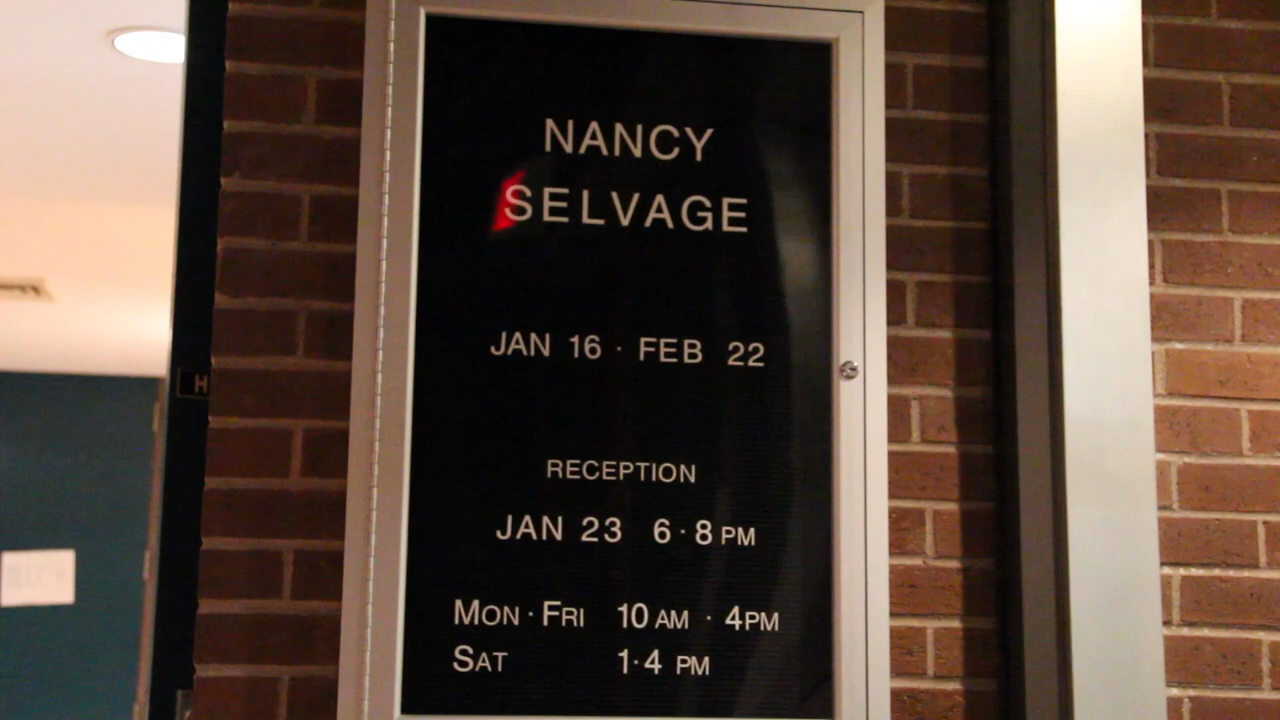 NANCY
SELVAGE
JAN 16 · FEB 22
RECEPTION
JAN 23 6·8 PM
MON·FRI 10 AM · 4PM
SAT 1·4 PM
H